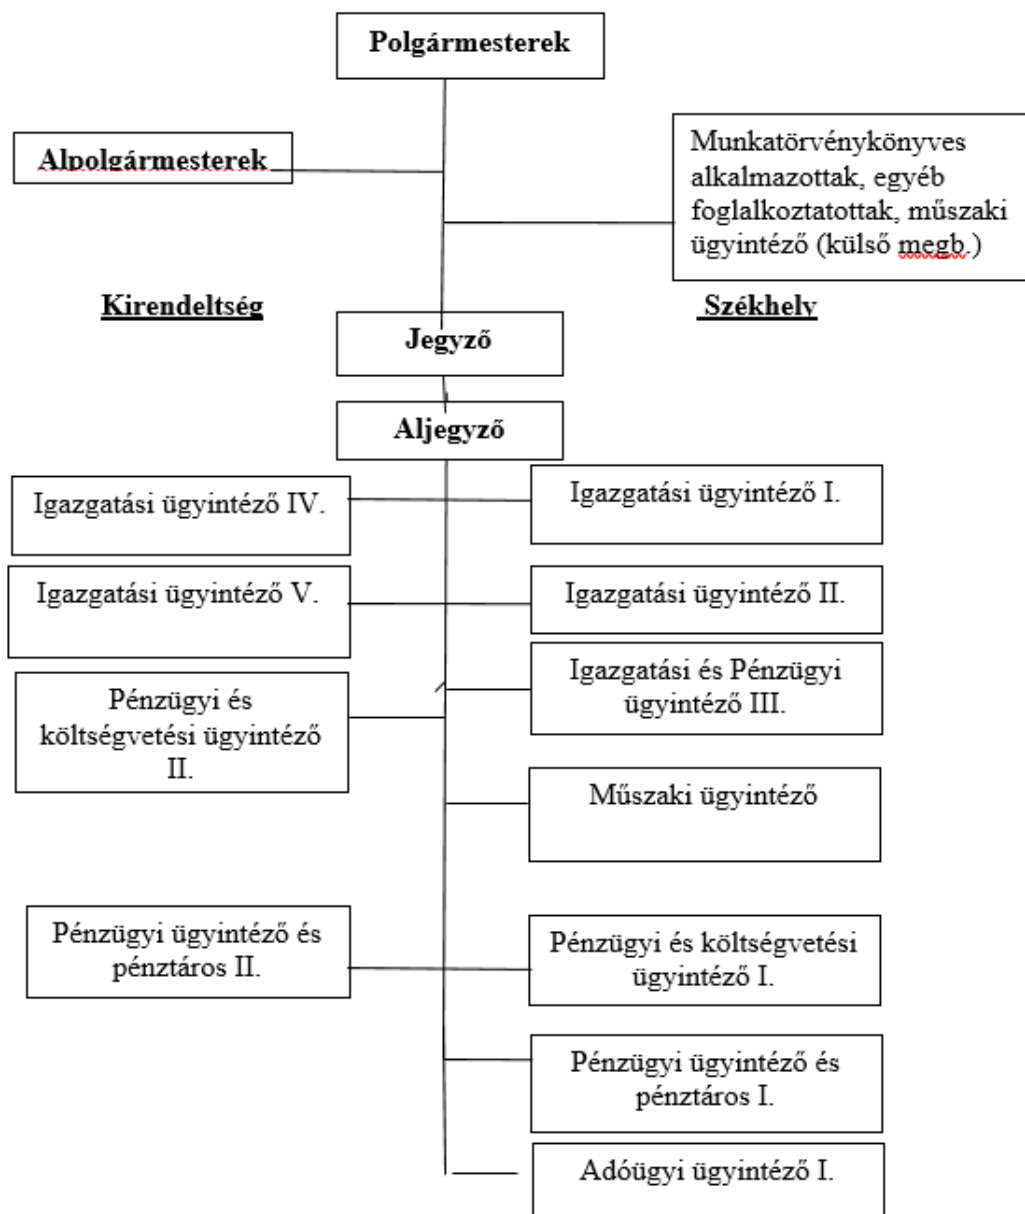 Polgármesterek
Alpolgármesterek
Munkatörvénykönyves
alkalmazottak, egyéb
foglalkoztatottak, műszaki
ügyintéző (külső megb.)
Kirendeltség
Székhely
Jegyző
Aljegyző
Igazgatási ügyintéző IV.
Igazgatási ügyintéző I.
Igazgatási ügyintéző V.
Igazgatási ügyintéző II.
Igazgatási és Pénzügyi
ügyintéző III.
Pénzügyi és
költségvetési ügyintéző
II.
Műszaki ügyintéző
Pénzügyi ügyintéző és
pénztáros II.
Pénzügyi és költségvetési
ügyintéző I.
Pénzügyi ügyintéző és
pénztáros I.
Adóügyi ügyintéző I.